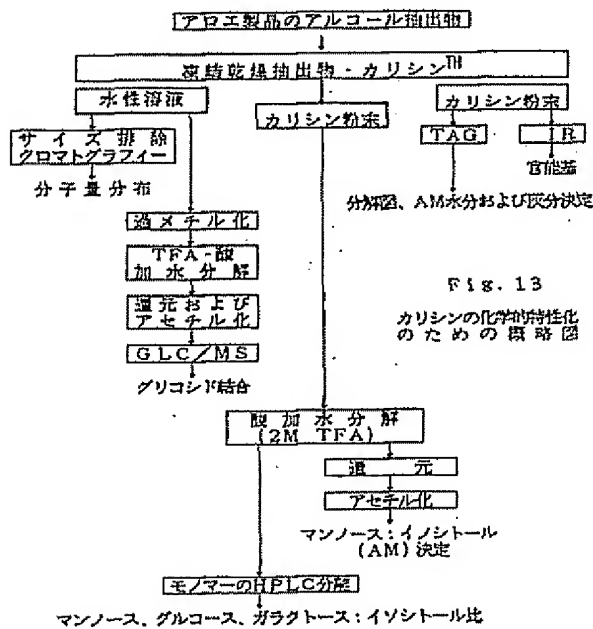 アロエ製品のアルコール抽出物
凍結乾燥抽出物・カリシンTM
水性溶液
カリシン粉末
カリシン粉末
サイズ排除
クロマトグラフィー
TAG
IR
分子量分布
官能基
分解図、AM水分および灰分決定
過メチル化
TFA-酸
加水分解
還元および
アセチル化
GLC/MS
グリコシド結合
Fig. 13
カリシンの化学的特性化
のための概略図
酸加水分解
(2M TFA)
還元
アセチル化
マンノース:イノシトール
(AM)決定
モノマーのHPLC分離
マンノース、グルコース、ガラクトース:イソシトール比